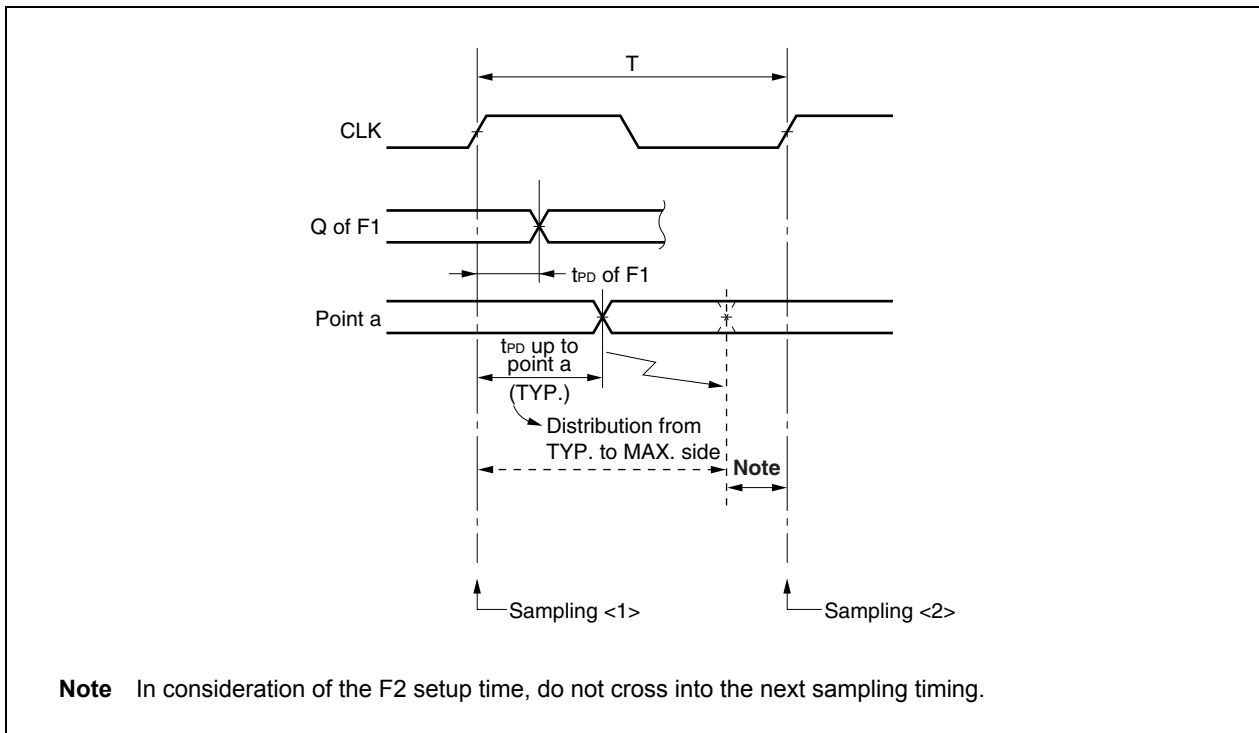 T
CLK
Q of F1
tPD of F1
Point a
tPD up to
point a
(TYP.)
Distribution from
TYP. to MAX. side
Note
Sampling <1>
Sampling <2>
Note In consideration of the F2 setup time, do not cross into the next sampling timing.